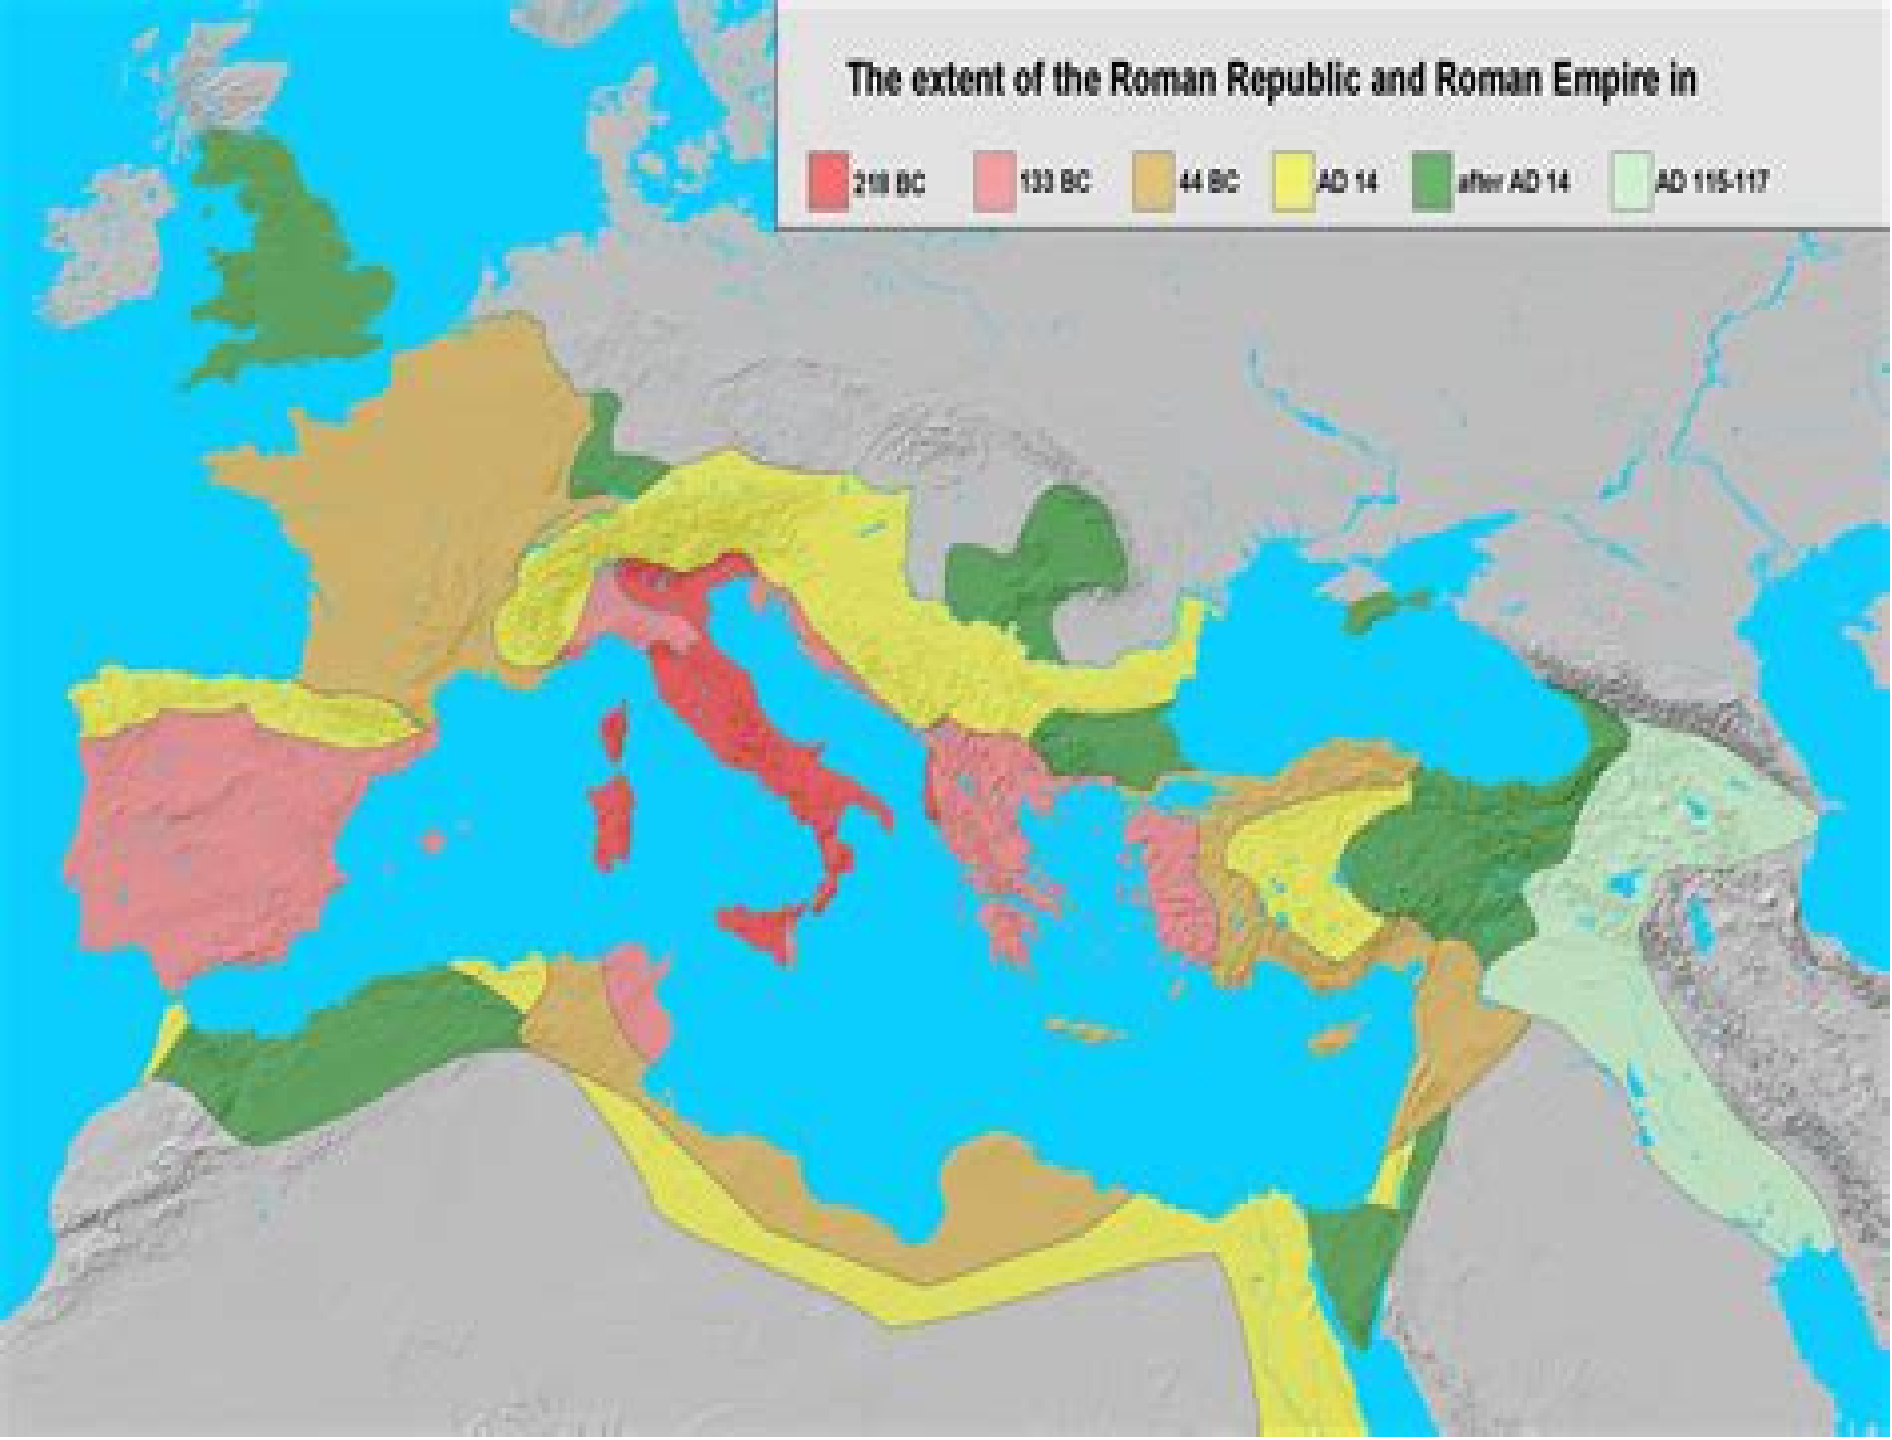 The extent of the Roman Republic and Roman Empire in
218 BC 133 BC 44 BC AD 14 after AD 14 AD 115-117